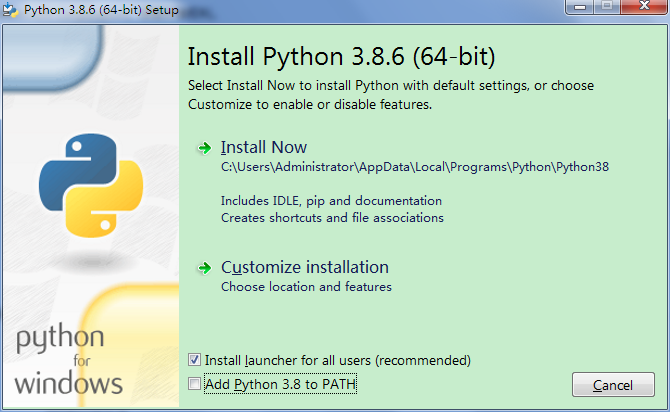 Python 3.8.6 (64-bit) Setup
Install Python 3.8.6 (64-bit)
Select Install Now to install Python with default settings, or choose
Customize to enable or disable features.
Install Now
C:\Users\Administrator\AppData\Local\Programs\Python\Python38
Includes IDLE, pip and documentation
Creates shortcuts and file associations
Customize installation
Choose location and features
Install launcher for all users (recommended)
Add Python 3.8 to PATH
Cancel
python
for
windows